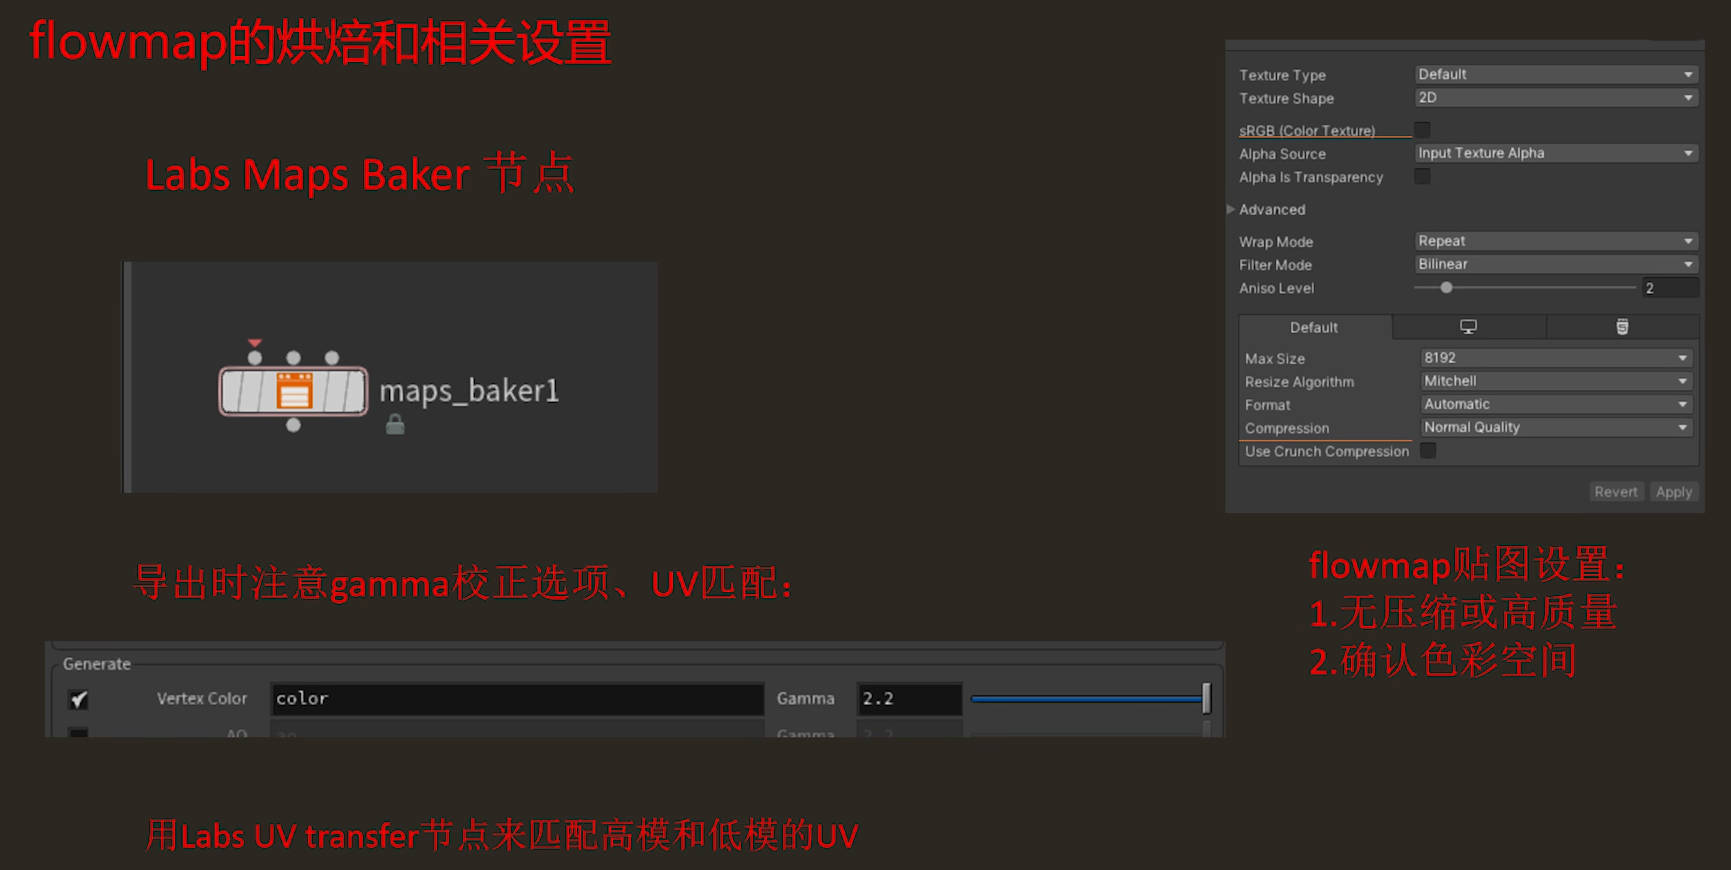 flowmap的烘焙和相关设置
Labs Maps Baker 节点
maps_baker1
导出时注意gamma校正选项、UV匹配：
Generate
Vertex Color color Gamma 2.2
AO ao Gamma 2.2
用Labs UV transfer节点来匹配高模和低模的UV
Texture Type Default
Texture Shape 2D
sRGB (Color Texture)
Alpha Source Input Texture Alpha
Alpha Is Transparency
Advanced
Wrap Mode Repeat
Filter Mode Bilinear
Aniso Level 2
Default
Max Size 8192
Resize Algorithm Mitchell
Format Automatic
Compression Normal Quality
Use Crunch Compression
Revert Apply
flowmap贴图设置：
1.无压缩或高质量
2.确认色彩空间